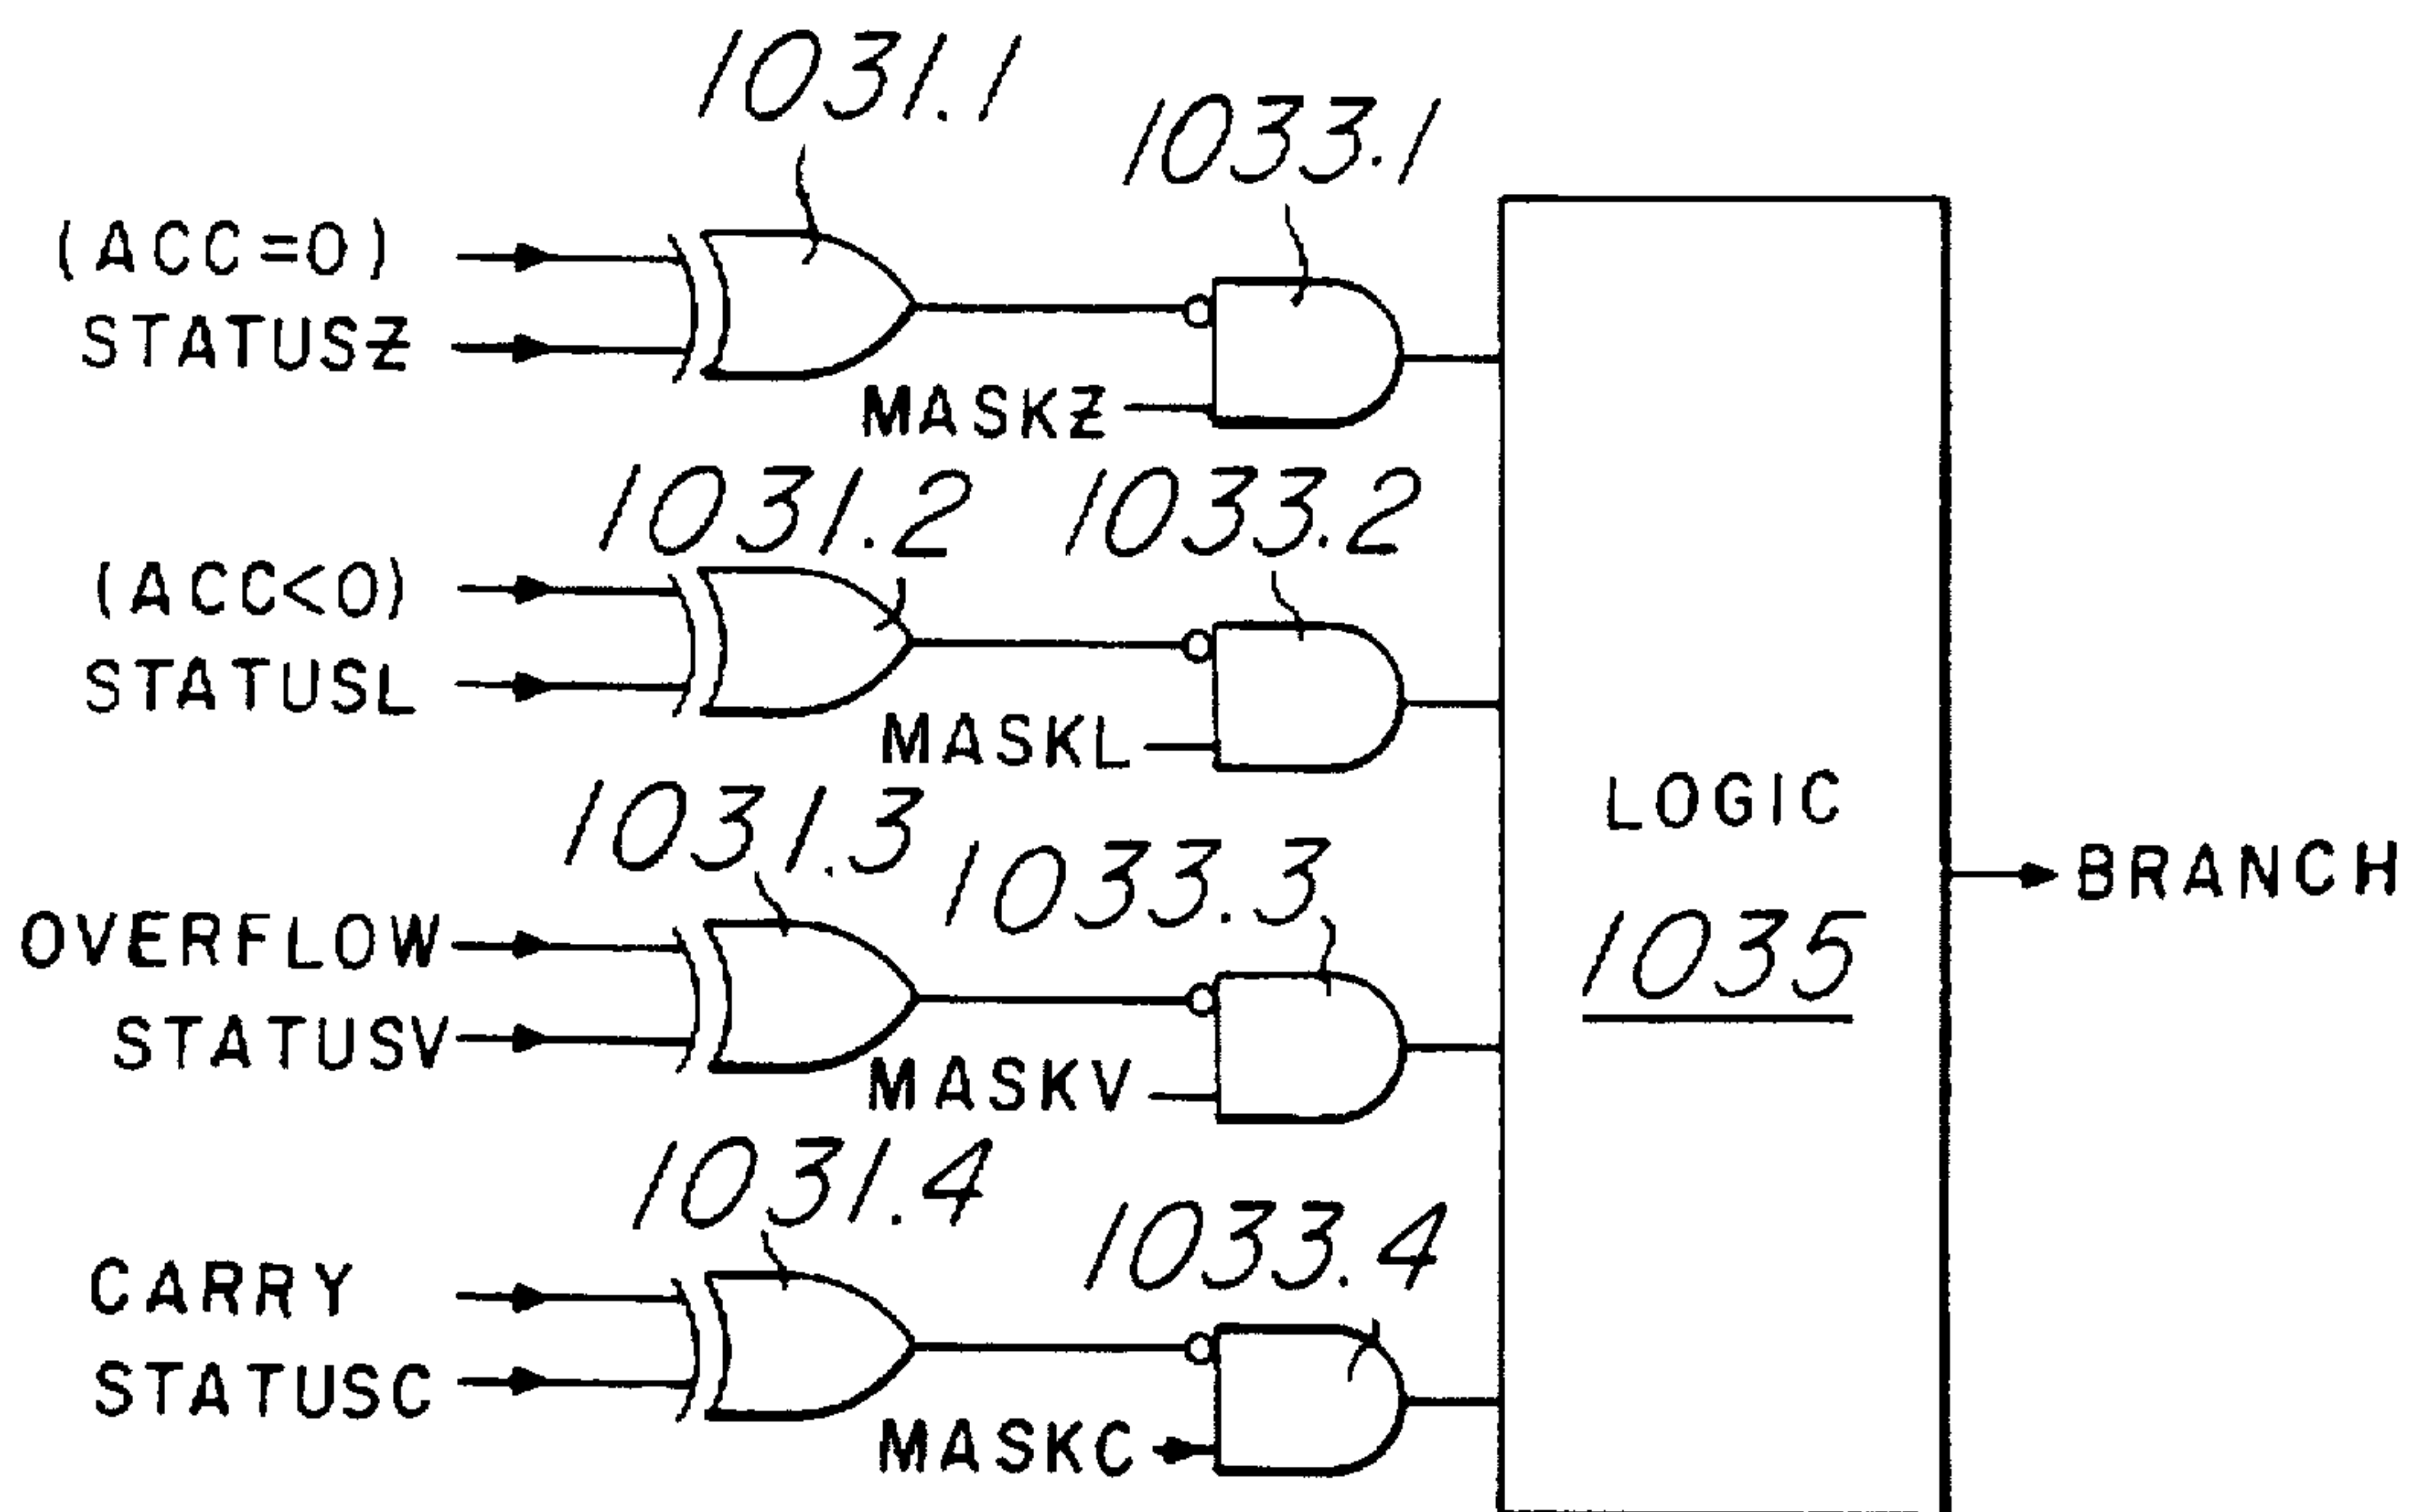 1031.1
1033.1
(ACC=0)
STATUSZ
MASKZ
1031.2
1033.2
(ACC<0)
STATUSL
MASKL
1031.3
1033.3
OVERFLOW
STATUSV
MASKV
LOGIC
1035
BRANCH
1031.4
1033.4
CARRY
STATUSC
MASKC